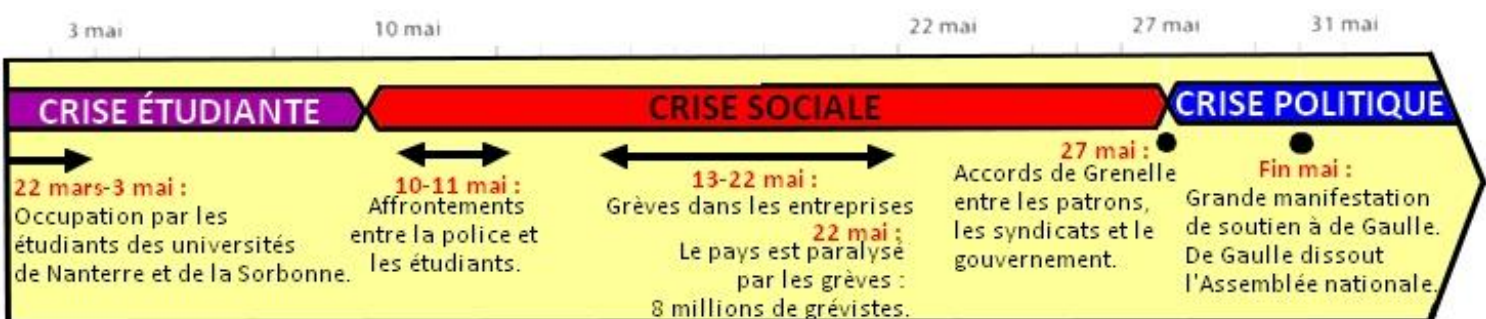 3 mai
10 mai
22 mai
27 mai
31 mai
CRISE ÉTUDIANTE
CRISE SOCIALE
CRISE POLITIQUE
22 mars-3 mai :
Occupation par les
étudiants des universités
de Nanterre et de la Sorbonne.
10-11 mai :
Affrontements
entre la police et
les étudiants.
13-22 mai :
Grèves dans les entreprises
22 mai :
Le pays est paralysé
par les grèves :
8 millions de grévistes.
27 mai :
Accords de Grenelle
entre les patrons,
les syndicats et le
gouvernement.
Fin mai :
Grande manifestation
de soutien à de Gaulle.
De Gaulle dissout
l'Assemblée nationale.